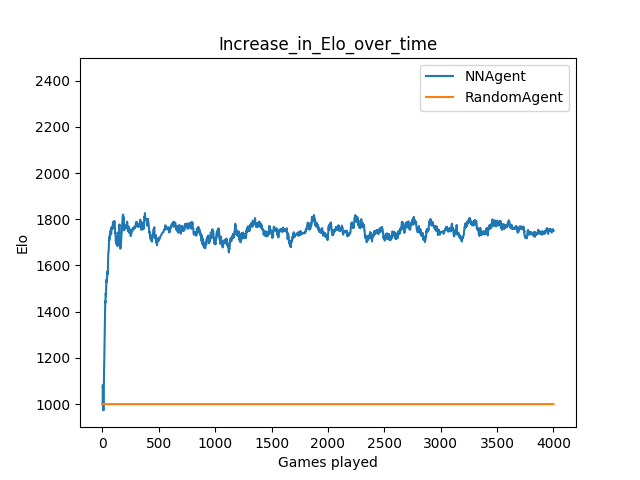 Increase_in_Elo_over_time
NNAgent
RandomAgent
2400
2200
2000
1800
1600
1400
1200
1000
Elo
0 500 1000 1500 2000 2500 3000 3500 4000
Games played